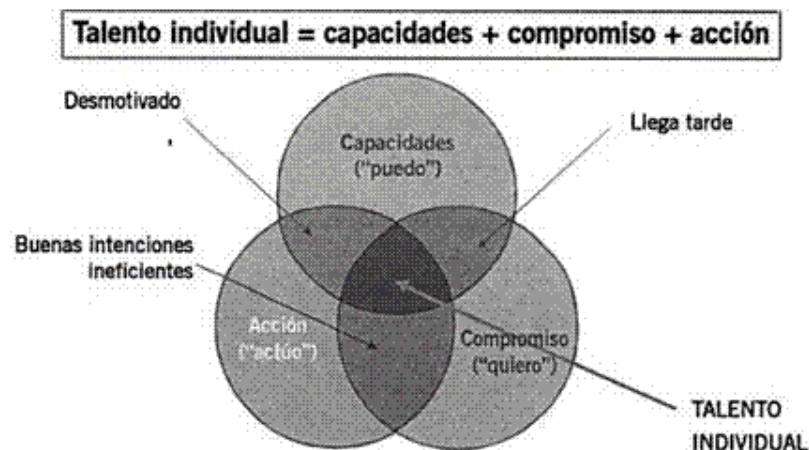 Talento individual = capacidades + compromiso + acción
Desmotivado
Llega tarde
Capacidades
("puedo")
Buenas intenciones
ineficientes
Acción
("actúo")
Compromiso
("quiero")
TALENTO
INDIVIDUAL